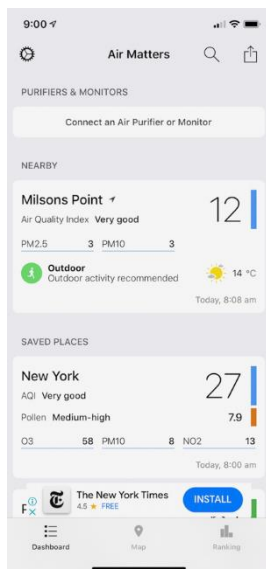 9:00
Air Matters
PURIFIERS & MONITORS
Connect an Air Purifier or Monitor
NEARBY
Milsons Point
12
Air Quality Index Very good
PM2.5 3 PM10 3
Outdoor
Outdoor activity recommended
14 °C
Today, 8:08 am
SAVED PLACES
New York
27
AQI Very good
Pollen Medium-high 7.9
O3 58 PM10 8 NO2 13
Today, 8:00 am
The New York Times
4.5 ★ FREE
INSTALL
Dashboard
Map
Ranking